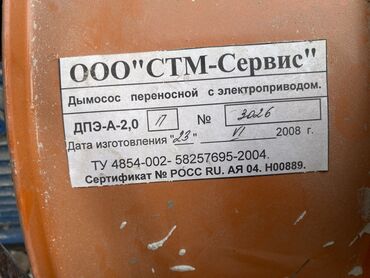 ООО"СТМ-Сервис"
Дымосос переносной с электроприводом.
ДПЭ-А-2,0 П № 3026
Дата изготовления "23" VI 2008 г.
ТУ 4854-002- 58257695-2004.
Сертификат № РОСС RU. АЯ 04. Н00889.